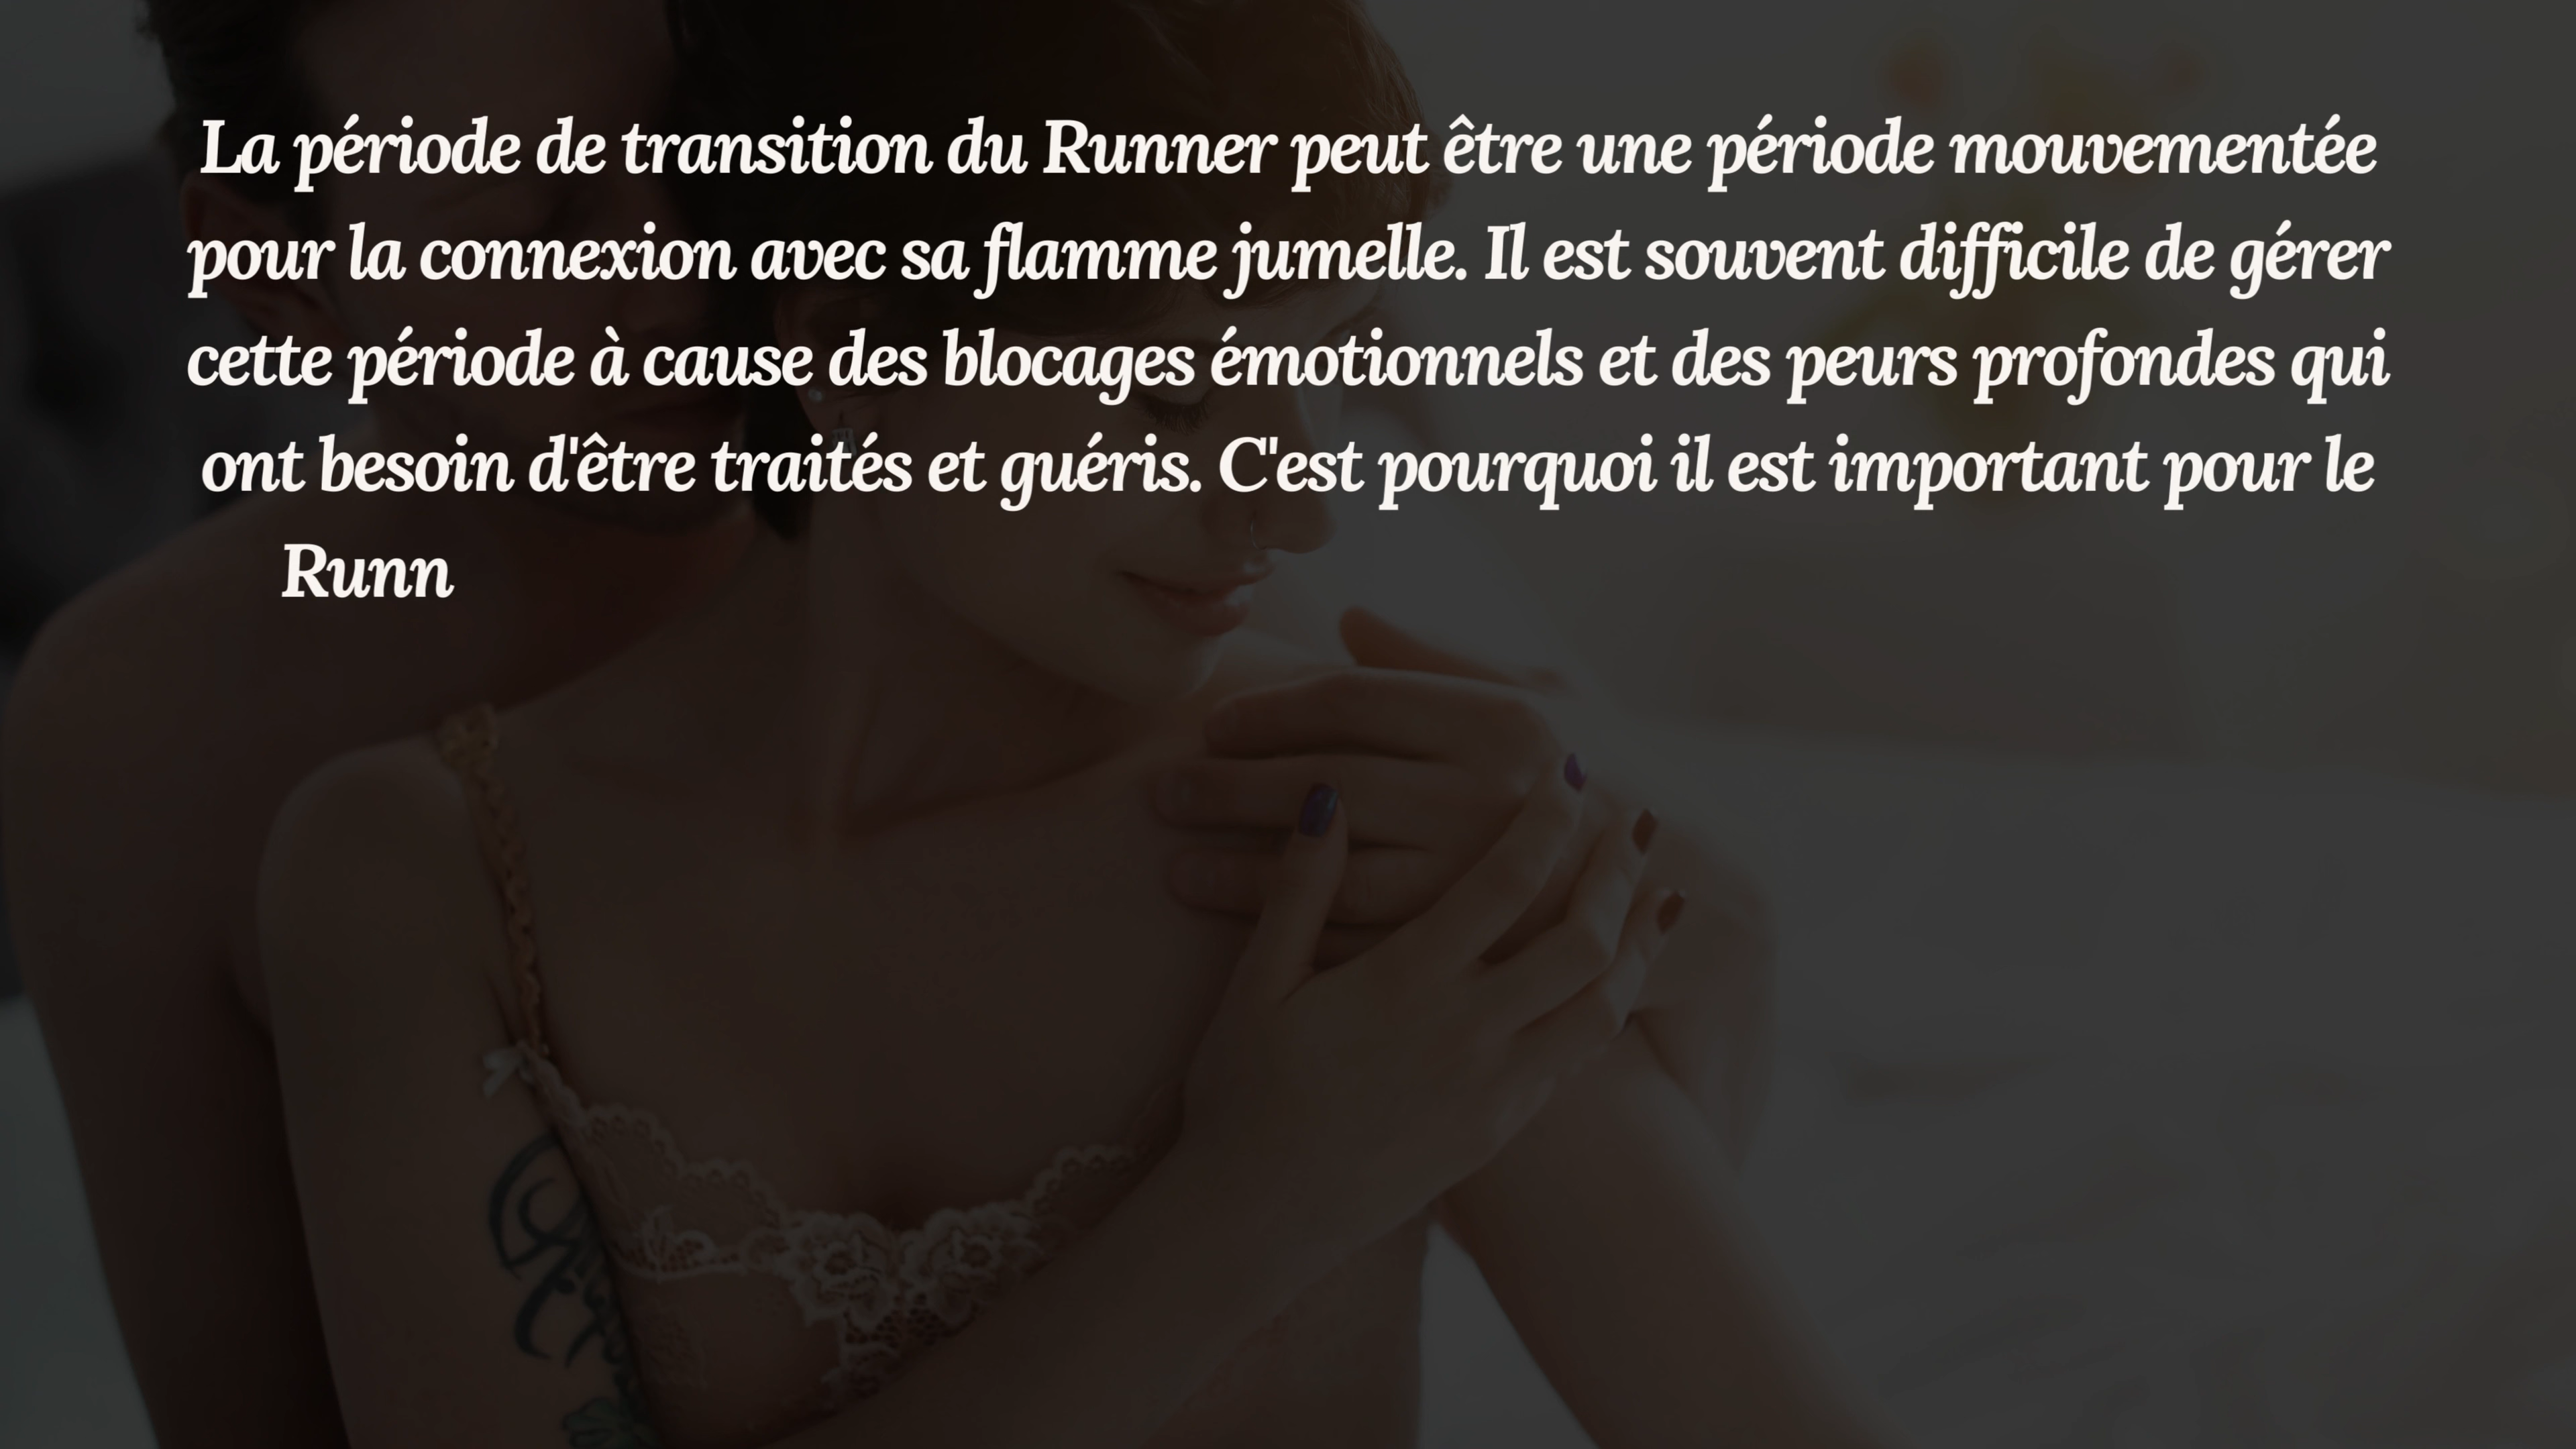 La période de transition du Runner peut être une période mouvementée
pour la connexion avec sa flamme jumelle. Il est souvent difficile de gérer
cette période à cause des blocages émotionnels et des peurs profondes qui
ont besoin d'être traités et guéris. C'est pourquoi il est important pour le
Runn